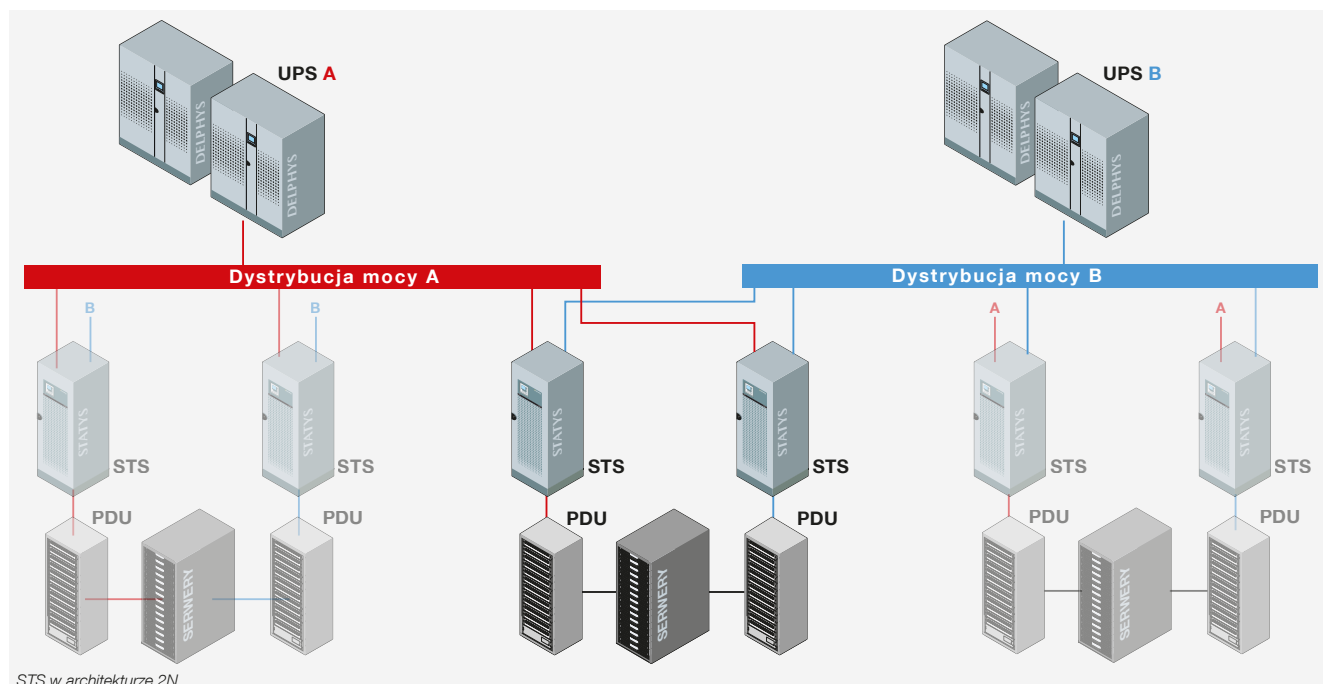 UPS A
UPS B
DELPHYS
DELPHYS
DELPHYS
DELPHYS
Dystrybucja mocy A
Dystrybucja mocy B
B
B
A
A
STATYS
STATYS
STATYS
STATYS
STATYS
STATYS
STS
STS
STS
STS
STS
STS
PDU
PDU
PDU
PDU
PDU
PDU
SERWERY
SERWERY
SERWERY
STS w architekturze 2N